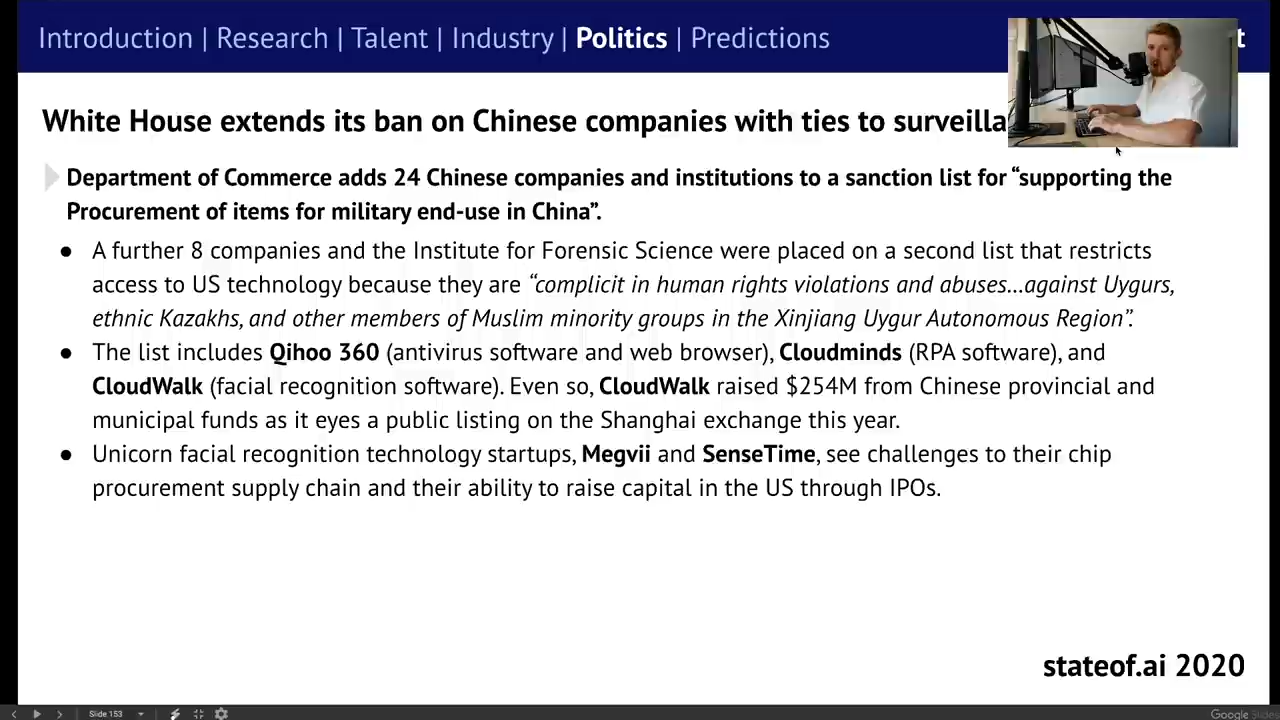 Introduction | Research | Talent | Industry | Politics | Predictions
White House extends its ban on Chinese companies with ties to
Department of Commerce adds 24 Chinese companies and institutions to a sanction list for “supporting the
Procurement of items for military end-use in China”.
● A further 8 companies and the Institute for Forensic Science were placed on a second list that restricts
access to US technology because they are “complicit in human rights violations and abuses...against Uygurs,
ethnic Kazakhs, and other members of Muslim minority groups in the Xinjiang Uygur Autonomous Region”.
● The list includes Qihoo 360 (antivirus software and web browser), Cloudminds (RPA software), and
CloudWalk (facial recognition software). Even so, CloudWalk raised $254M from Chinese provincial and
municipal funds as it eyes a public listing on the Shanghai exchange this year.
● Unicorn facial recognition technology startups, Megvii and SenseTime, see challenges to their chip
procurement supply chain and their ability to raise capital in the US through IPOs.
stateof.ai 2020
Slide 153
Google Slides